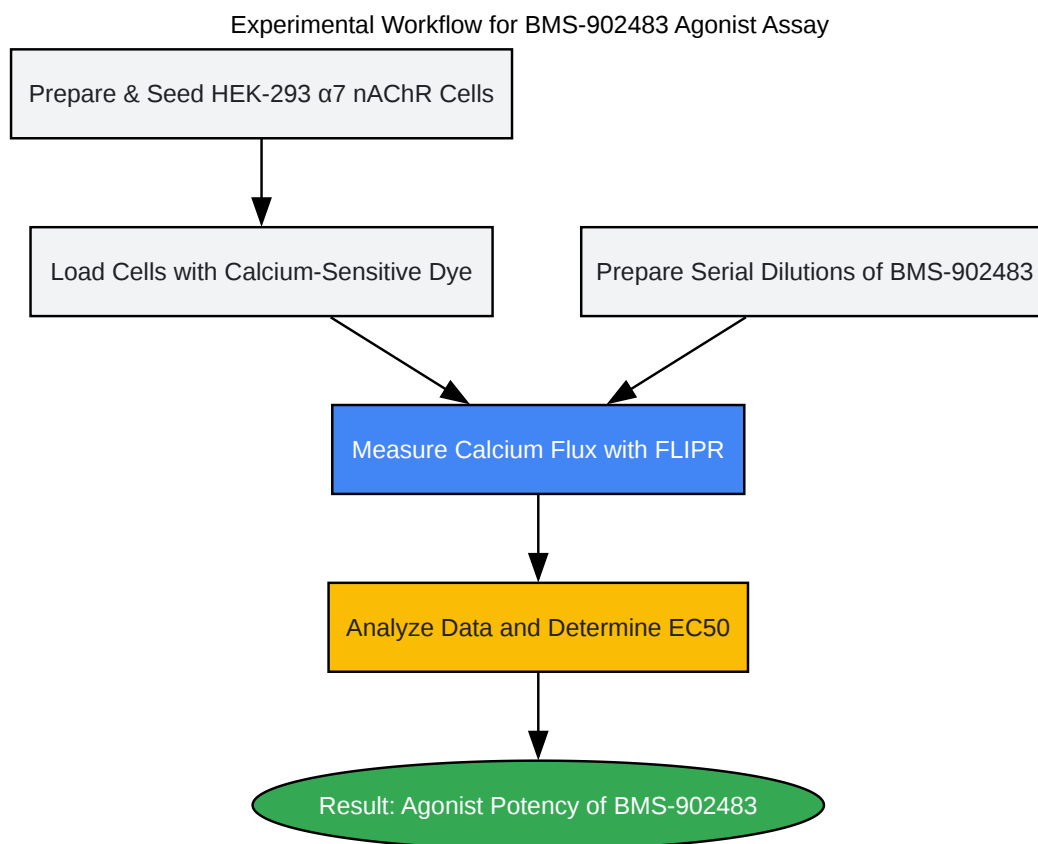 Experimental Workflow for BMS-902483 Agonist Assay
Prepare & Seed HEK-293 α7 nAChR Cells
Load Cells with Calcium-Sensitive Dye
Prepare Serial Dilutions of BMS-902483
Measure Calcium Flux with FLIPR
Analyze Data and Determine EC50
Result: Agonist Potency of BMS-902483